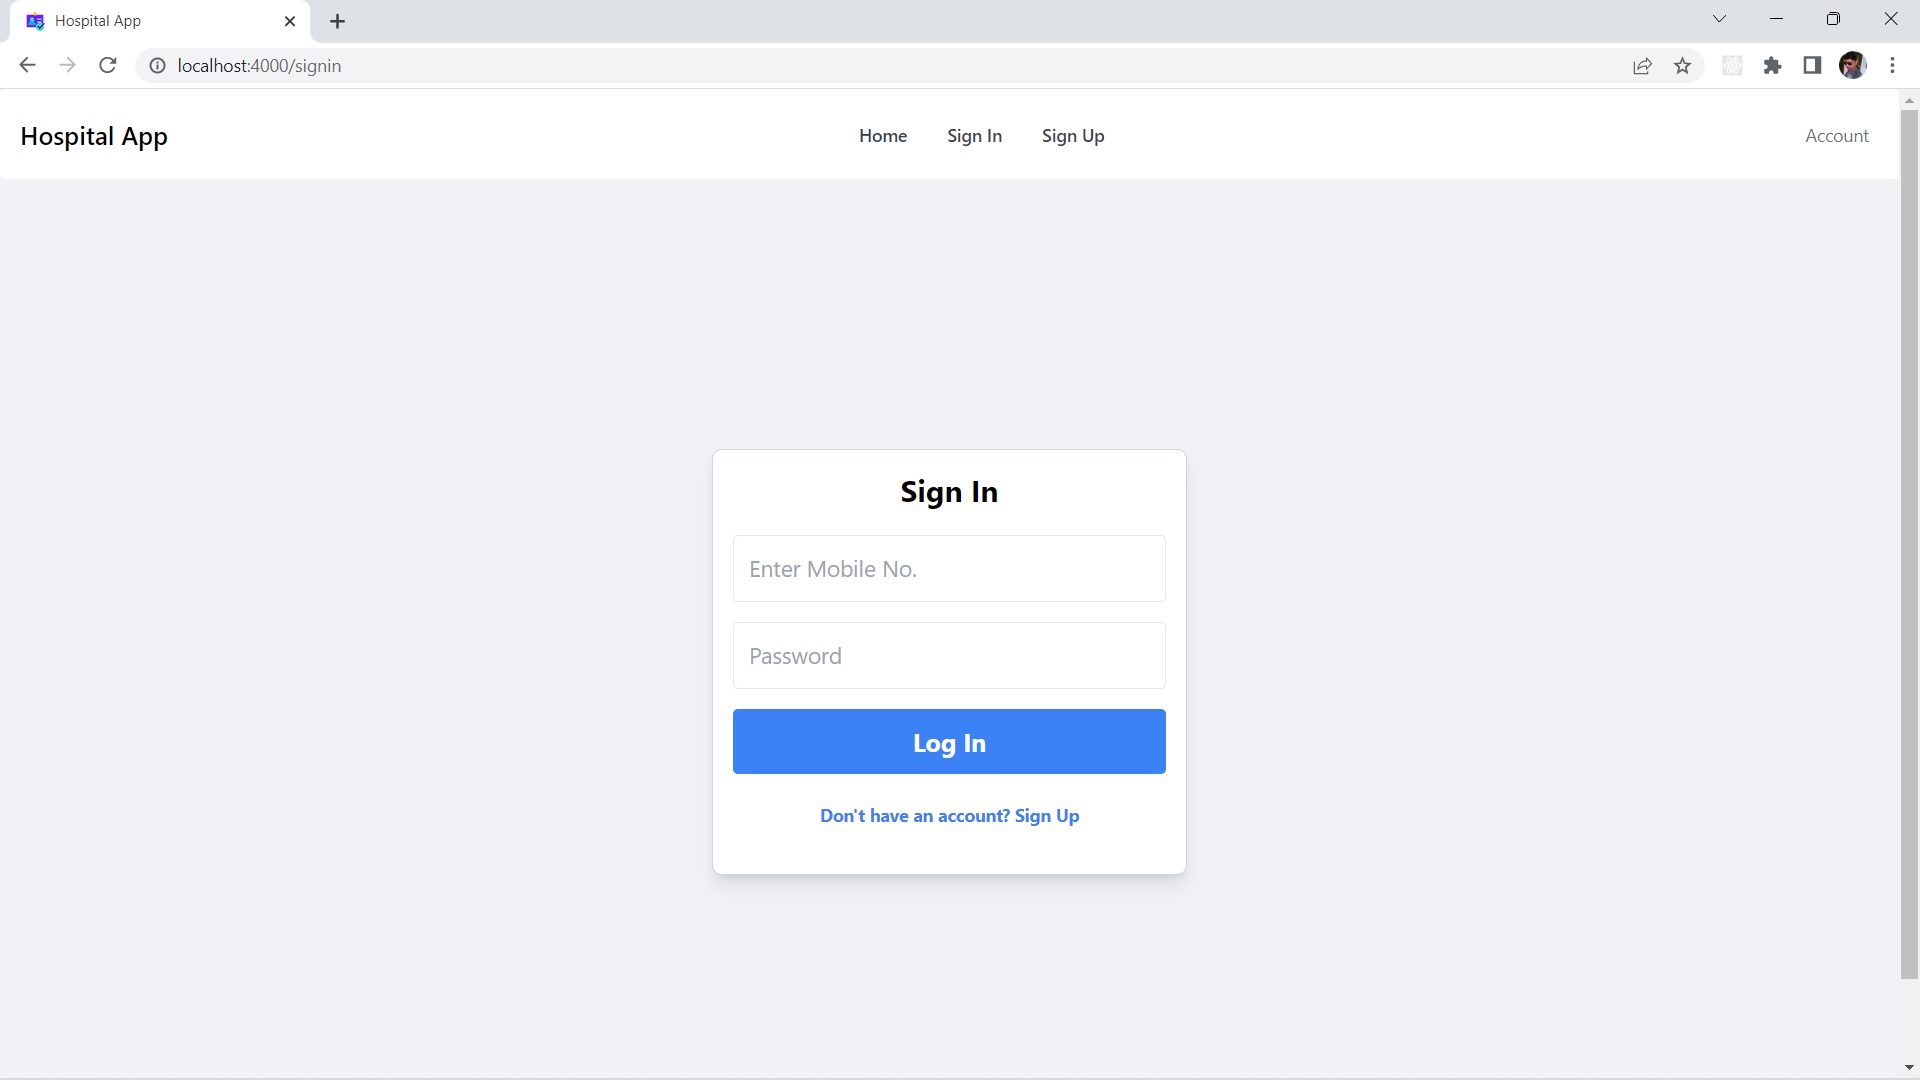 Hospital App
localhost:4000/signin
Hospital App
Home
Sign In
Sign Up
Account
Sign In
Enter Mobile No.
Password
Log In
Don't have an account? Sign Up